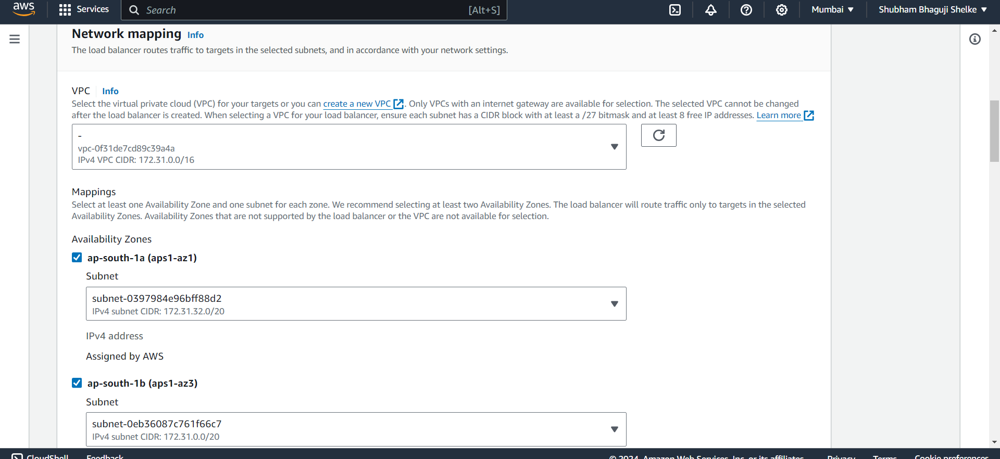 aws
Services
Search
[Alt+S]
Mumbai
Shubham Bhaguji Shelke
Network mapping Info
The load balancer routes traffic to targets in the selected subnets, and in accordance with your network settings.
VPC Info
Select the virtual private cloud (VPC) for your targets or you can create a new VPC. Only VPCs with an internet gateway are available for selection. The selected VPC cannot be changed
after the load balancer is created. When selecting a VPC for your load balancer, ensure each subnet has a CIDR block with at least a /27 bitmask and at least 8 free IP addresses. Learn more
-
vpc-0f31de7cd89c39a4a
IPv4 VPC CIDR: 172.31.0.0/16
Mappings
Select at least one Availability Zone and one subnet for each zone. We recommend selecting at least two Availability Zones. The load balancer will route traffic only to targets in the selected
Availability Zones. Availability Zones that are not supported by the load balancer or the VPC are not available for selection.
Availability Zones
ap-south-1a (aps1-az1)
Subnet
subnet-0397984e96bff88d2
IPv4 subnet CIDR: 172.31.32.0/20
IPv4 address
Assigned by AWS
ap-south-1b (aps1-az3)
Subnet
subnet-0eb36087c761f66c7
IPv4 subnet CIDR: 172.31.0.0/20
CloudShell
Feedback
© 2024, Amazon Web Services, Inc. or its affiliates.
Privacy
Terms
Cookie preferences